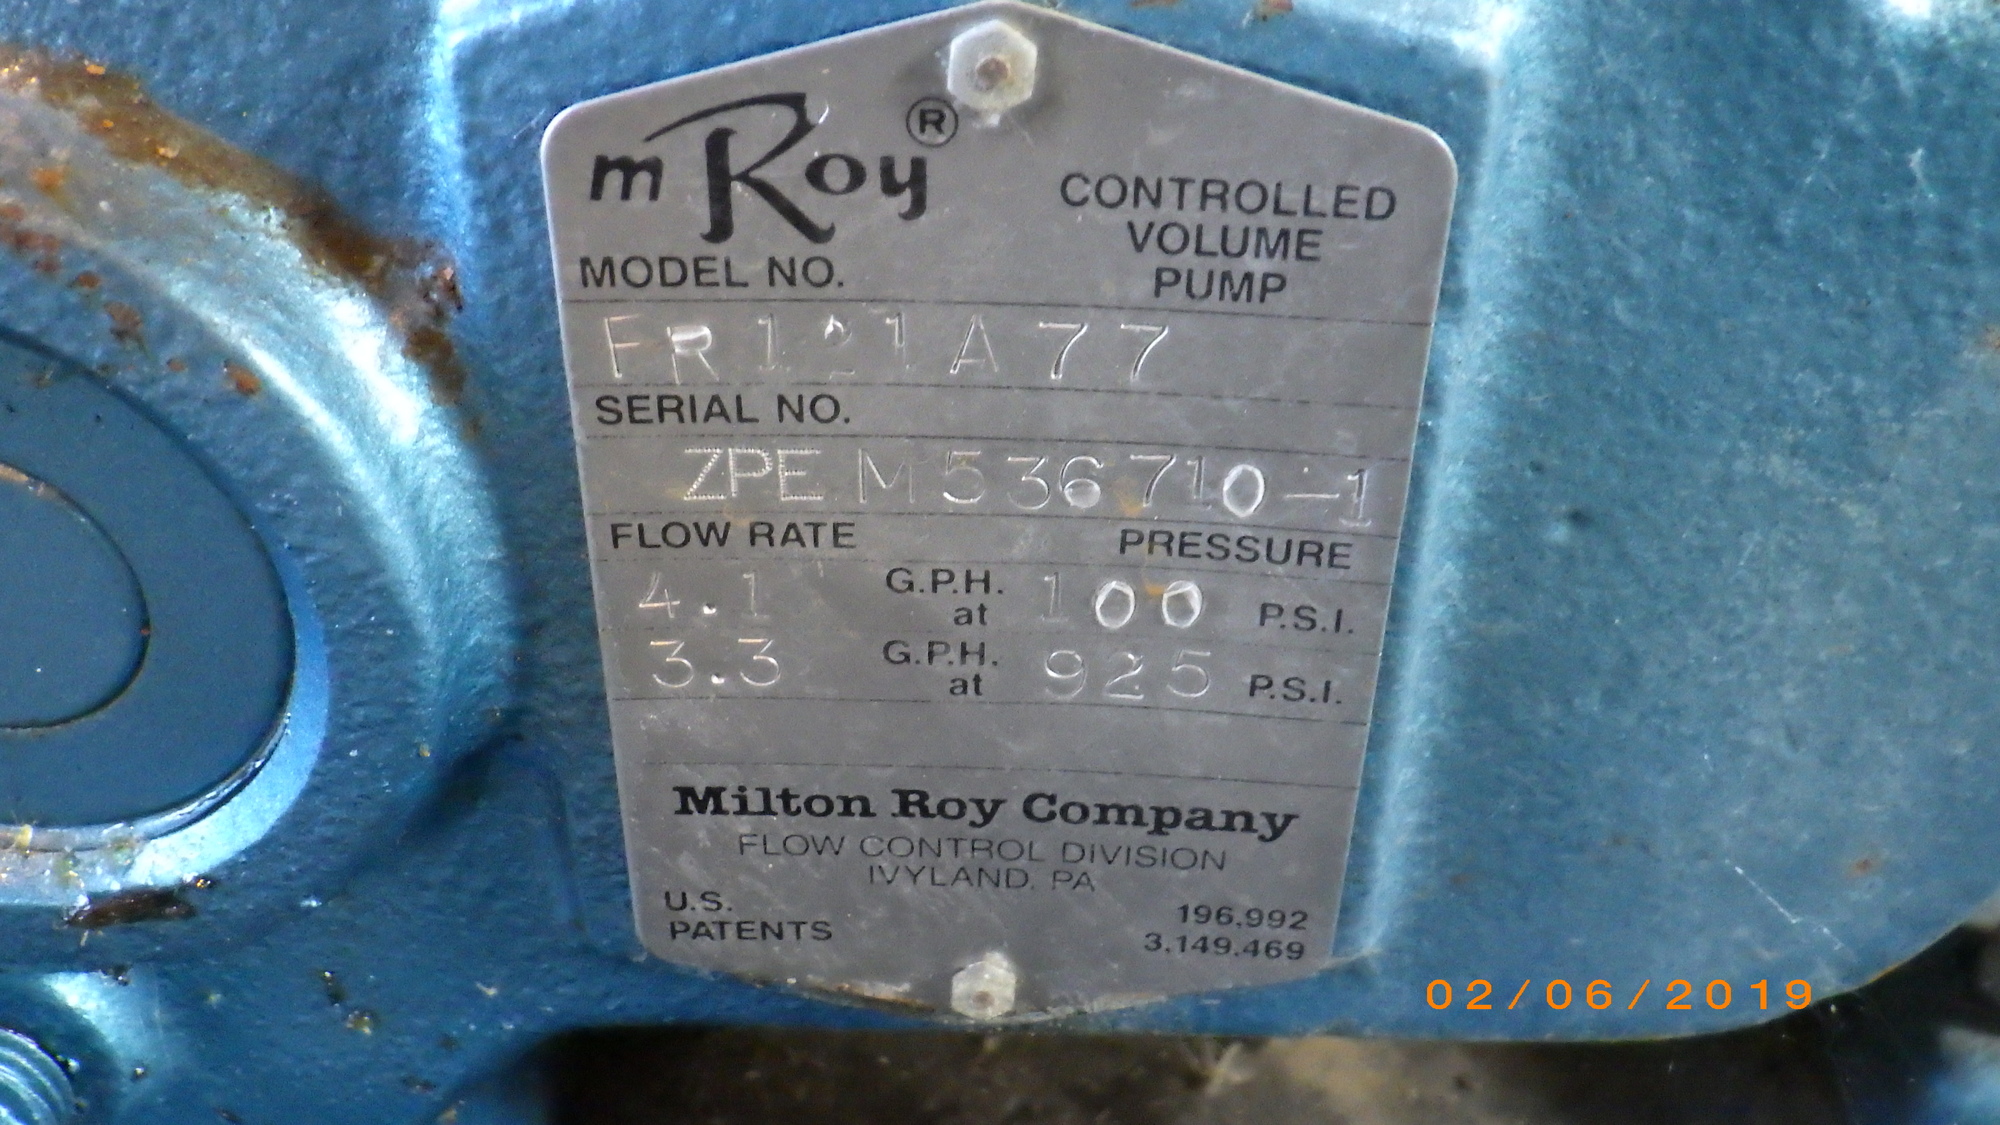 mRoy®
CONTROLLED
VOLUME
PUMP
MODEL NO.
FR121A77
SERIAL NO.
ZPEM536710-1
FLOW RATE PRESSURE
4.1 G.P.H. at 100 P.S.I.
3.3 G.P.H. at 925 P.S.I.
Milton Roy Company
FLOW CONTROL DIVISION
IVYLAND, PA
U.S. PATENTS
196,992
3,149,469
02/06/2019